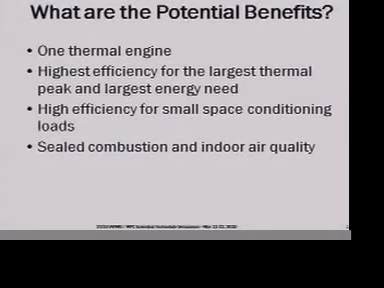 What are the Potential Benefits?
• One thermal engine
• Highest efficiency for the largest thermal
peak and largest energy need
• High efficiency for small space conditioning
loads
• Sealed combustion and indoor air quality